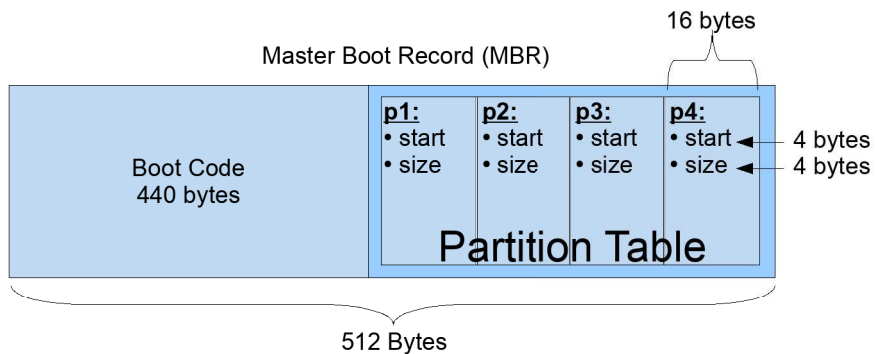 16 bytes
Master Boot Record (MBR)
Boot Code
440 bytes
p1:
• start
• size
p2:
• start
• size
p3:
• start
• size
p4:
• start
• size
4 bytes
4 bytes
Partition Table
512 Bytes